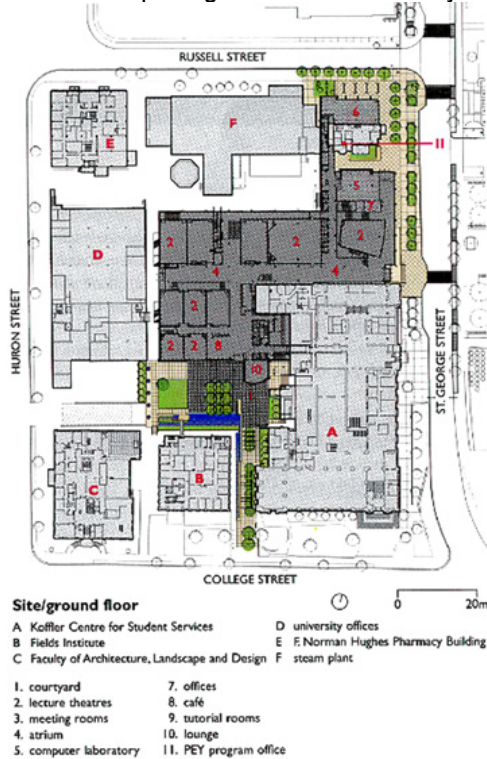 RUSSELL STREET
6
E
F
11
5
7
2
2
2
4
4
D
2
HURON STREET
ST. GEORGE STREET
2
2
8
10
1
A
C
B
COLLEGE STREET
Site/ground floor
0
20m
A Koffler Centre for Student Services
B Fields Institute
C Faculty of Architecture, Landscape and Design
D university offices
E F. Norman Hughes Pharmacy Building
F steam plant
1. courtyard
2. lecture theatres
3. meeting rooms
4. atrium
5. computer laboratory
7. offices
8. café
9. tutorial rooms
10. lounge
11. PEY program office